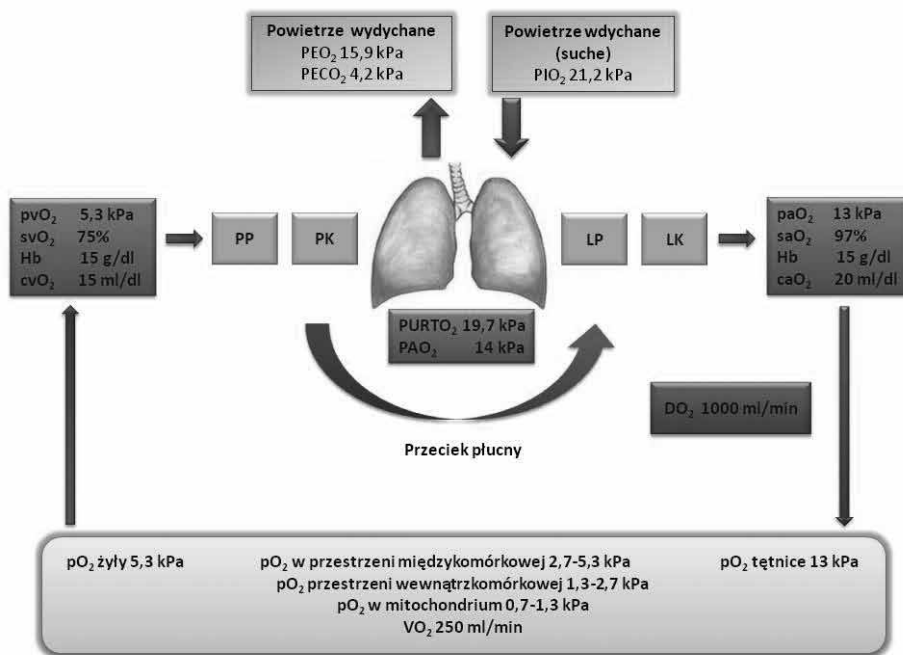 Powietrze wydychane
PEO₂ 15,9 kPa
PECO₂ 4,2 kPa
Powietrze wdychane
(suche)
PIO₂ 21,2 kPa
pvO₂ 5,3 kPa
svO₂ 75%
Hb 15 g/dl
cvO₂ 15 ml/dl
PP
PK
LP
LK
paO₂ 13 kPa
saO₂ 97%
Hb 15 g/dl
caO₂ 20 ml/dl
PURTO₂ 19,7 kPa
PAO₂ 14 kPa
DO₂ 1000 ml/min
Przeciek płucny
pO₂ żyły 5,3 kPa
pO₂ w przestrzeni międzykomórkowej 2,7-5,3 kPa
pO₂ tętnice 13 kPa
pO₂ przestrzeni wewnątrzkomórkowej 1,3-2,7 kPa
pO₂ w mitochondrium 0,7-1,3 kPa
VO₂ 250 ml/min